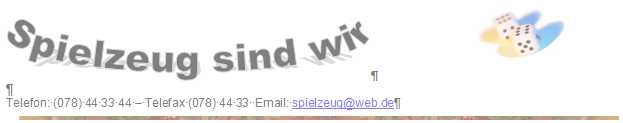 Spielzeug sind wir ¶
¶
Telefon: (078) 44 33 44 – Telefax (078) 44 33  Email: spielzeug@web.de¶